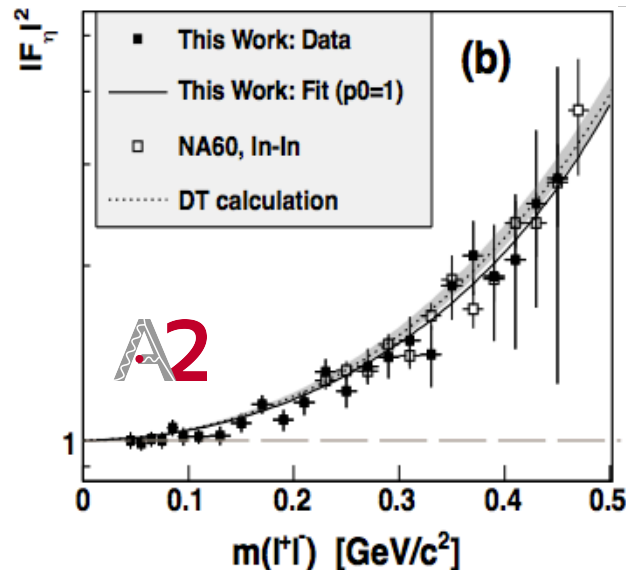 |F_η|²
This Work: Data
This Work: Fit (p0=1)
NA60, In-In
DT calculation
(b)
A2
1
0 0.1 0.2 0.3 0.4 0.5
m(l⁺l⁻) [GeV/c²]